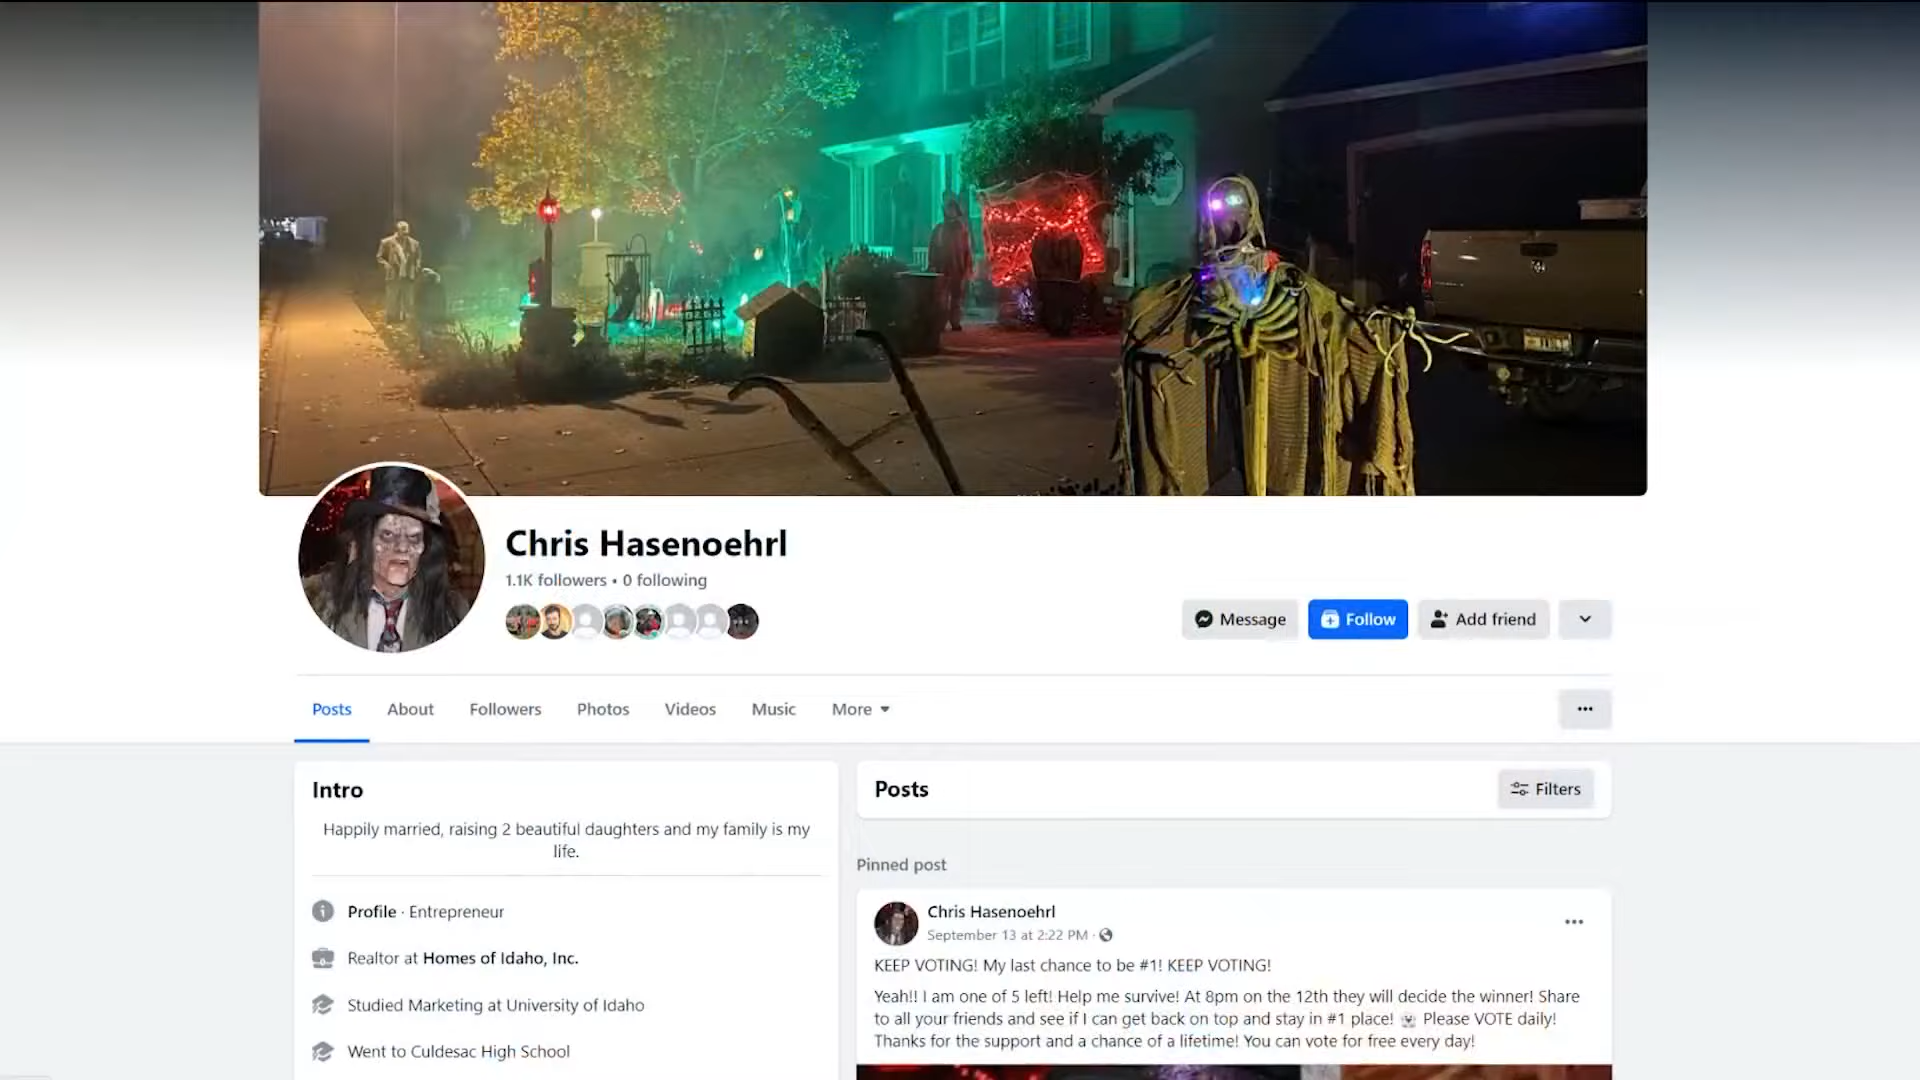 Chris Hasenoehrl
1.1K followers • 0 following
Message
Follow
Add friend
Posts
About
Followers
Photos
Videos
Music
More
Intro
Happily married, raising 2 beautiful daughters and my family is my
life.
Profile · Entrepreneur
Realtor at Homes of Idaho, Inc.
Studied Marketing at University of Idaho
Went to Culdesac High School
Posts
Filters
Pinned post
Chris Hasenoehrl
September 13 at 2:22 PM ·
KEEP VOTING! My last chance to be #1! KEEP VOTING!
Yeah!! I am one of 5 left! Help me survive! At 8pm on the 12th they will decide the winner! Share
to all your friends and see if I can get back on top and stay in #1 place! Please VOTE daily!
Thanks for the support and a chance of a lifetime! You can vote for free every day!